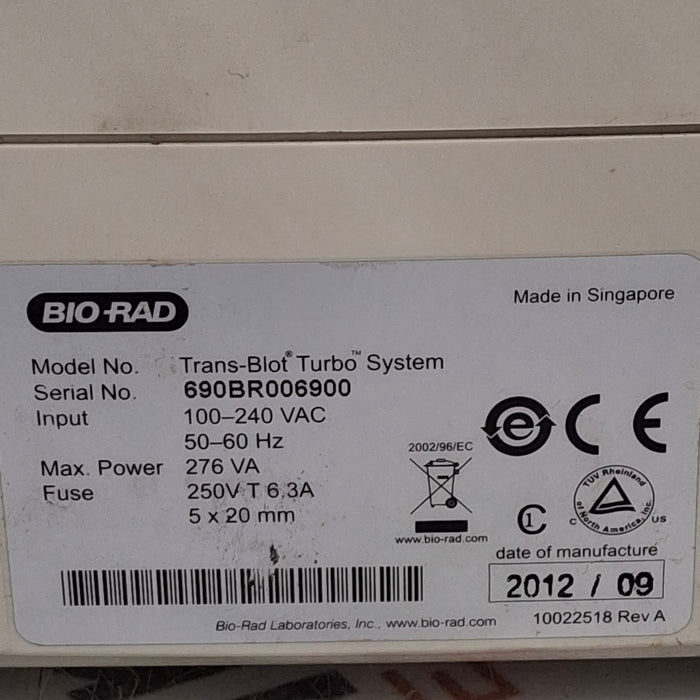 BIO-RAD
Made in Singapore
Model No. Trans-Blot® Turbo™ System
Serial No. 690BR006900
Input 100–240 VAC
50–60 Hz
Max. Power 276 VA
Fuse 250V T 6.3A
5 x 20 mm
2002/96/EC
www.bio-rad.com
e
CE
C1
TÜV Rheinland
of North America, Inc.
C US
date of manufacture
2012 / 09
Bio-Rad Laboratories, Inc., www.bio-rad.com
10022518 Rev A